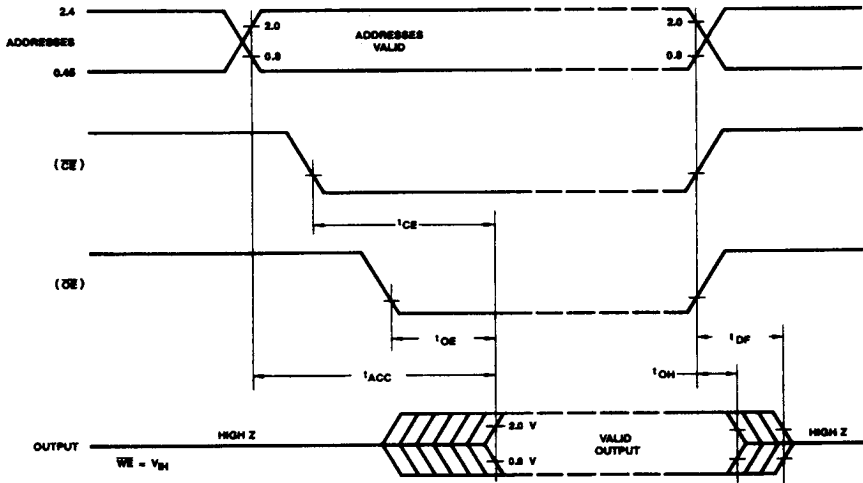 2.4
ADDRESSES
0.45
2.0
0.8
ADDRESSES
VALID
2.0
0.8
(CE)
tCE
(OE)
tOE
tACC
tDF
tOH
OUTPUT
HIGH Z
WE = VIH
2.0 V
0.8 V
VALID
OUTPUT
HIGH Z